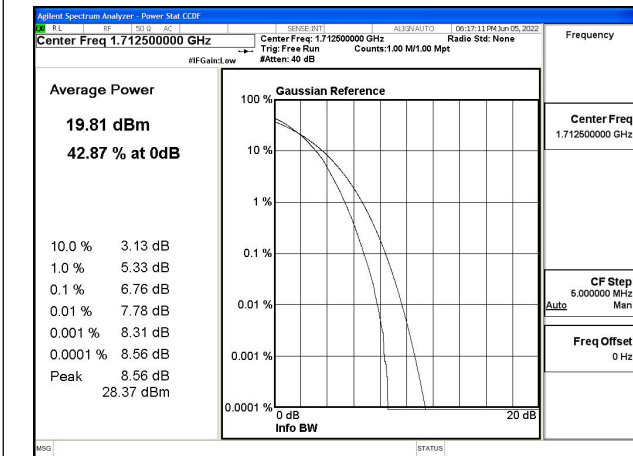 Agilent Spectrum Analyzer - Power Stat CCDF
RL RF 50 Ω AC SENSE:INT ALIGNAUTO 06:17:11 PM Jun 05, 2022
Center Freq 1.712500000 GHz
Center Freq: 1.712500000 GHz Radio Std: None
Trig: Free Run Counts:1.00 M/1.00 Mpt
#IFGain:Low #Atten: 40 dB
Frequency
Average Power
19.81 dBm
42.87 % at 0dB
10.0 % 3.13 dB
1.0 % 5.33 dB
0.1 % 6.76 dB
0.01 % 7.78 dB
0.001 % 8.31 dB
0.0001 % 8.56 dB
Peak 8.56 dB
28.37 dBm
Gaussian Reference
100 %
10 %
1 %
0.1 %
0.01 %
0.001 %
0.0001 %
0 dB 20 dB
Info BW
Center Freq
1.712500000 GHz
CF Step
5.000000 MHz
Auto Man
Freq Offset
0 Hz
MSG STATUS